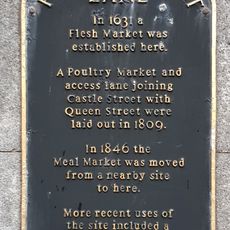 In 1631 a
Flesh Market was
established here.
A Poultry Market and
access lane joining
Castle Street with
Queen Street were
laid out in 1809.
In 1846 the
Meal Market was moved
from a nearby site
to here.
More recent uses of
the site included a